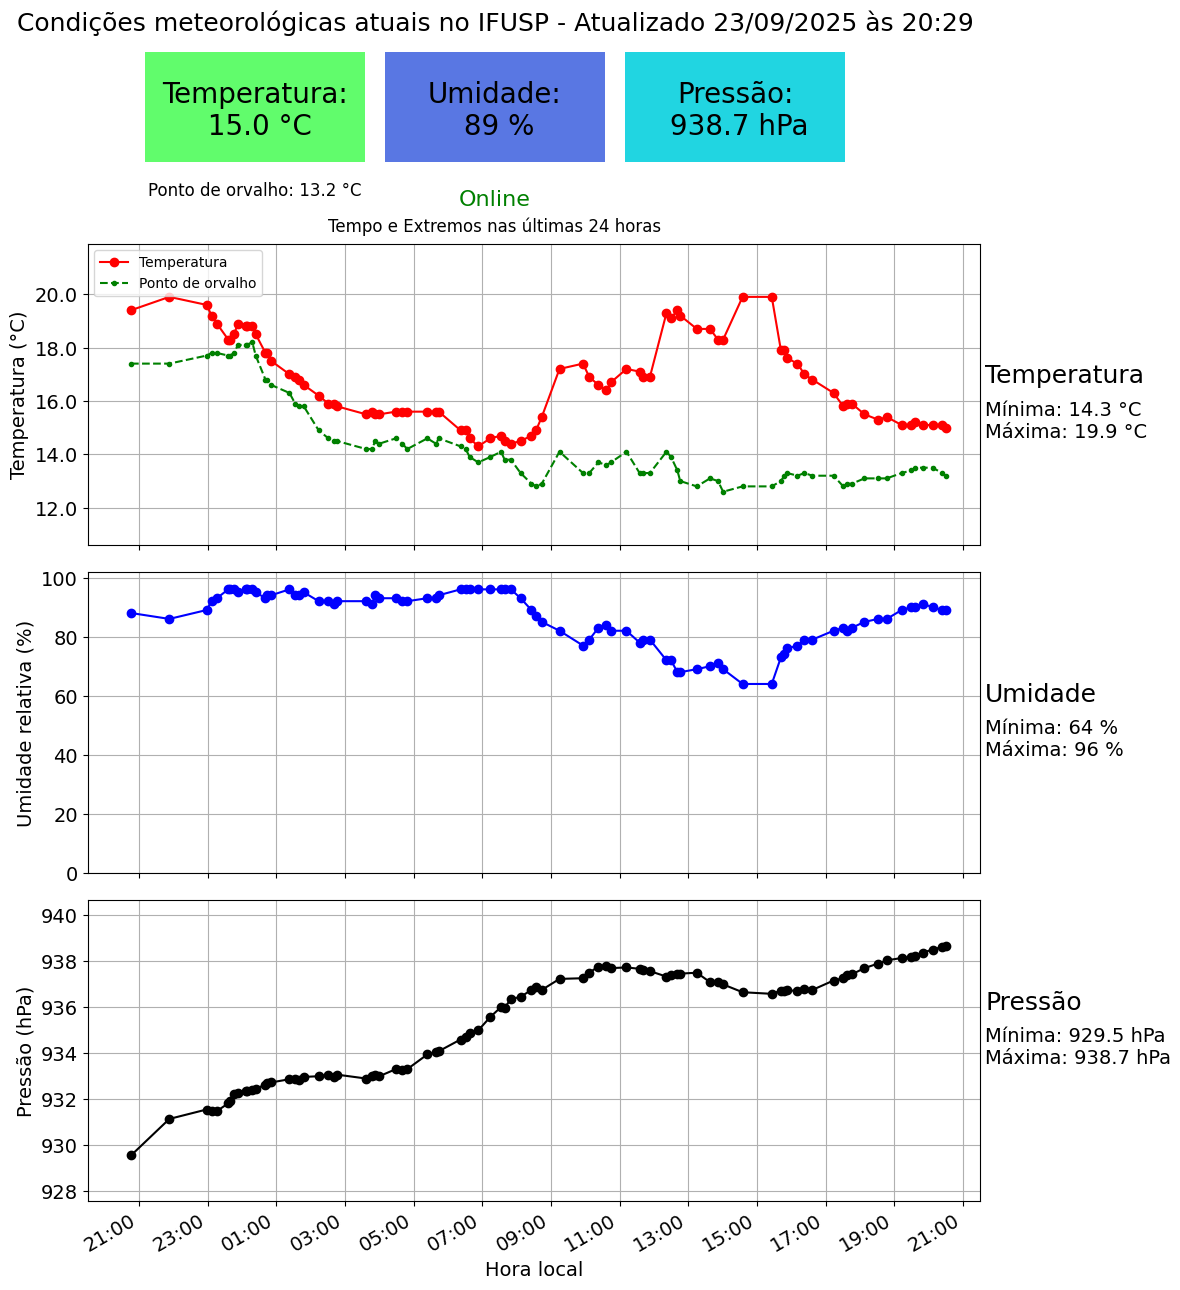 Condições meteorológicas atuais no IFUSP - Atualizado 23/09/2025 às 20:29
Temperatura:
15.0 °C
Umidade:
89 %
Pressão:
938.7 hPa
Ponto de orvalho: 13.2 °C
Online
Tempo e Extremos nas últimas 24 horas
Temperatura
Ponto de orvalho
Temperatura (°C)
20.0
18.0
16.0
14.0
12.0
Temperatura
Mínima: 14.3 °C
Máxima: 19.9 °C
Umidade relativa (%)
100
80
60
40
20
0
Umidade
Mínima: 64 %
Máxima: 96 %
Pressão (hPa)
940
938
936
934
932
930
928
Pressão
Mínima: 929.5 hPa
Máxima: 938.7 hPa
21:00
23:00
01:00
03:00
05:00
07:00
09:00
11:00
13:00
15:00
17:00
19:00
21:00
Hora local